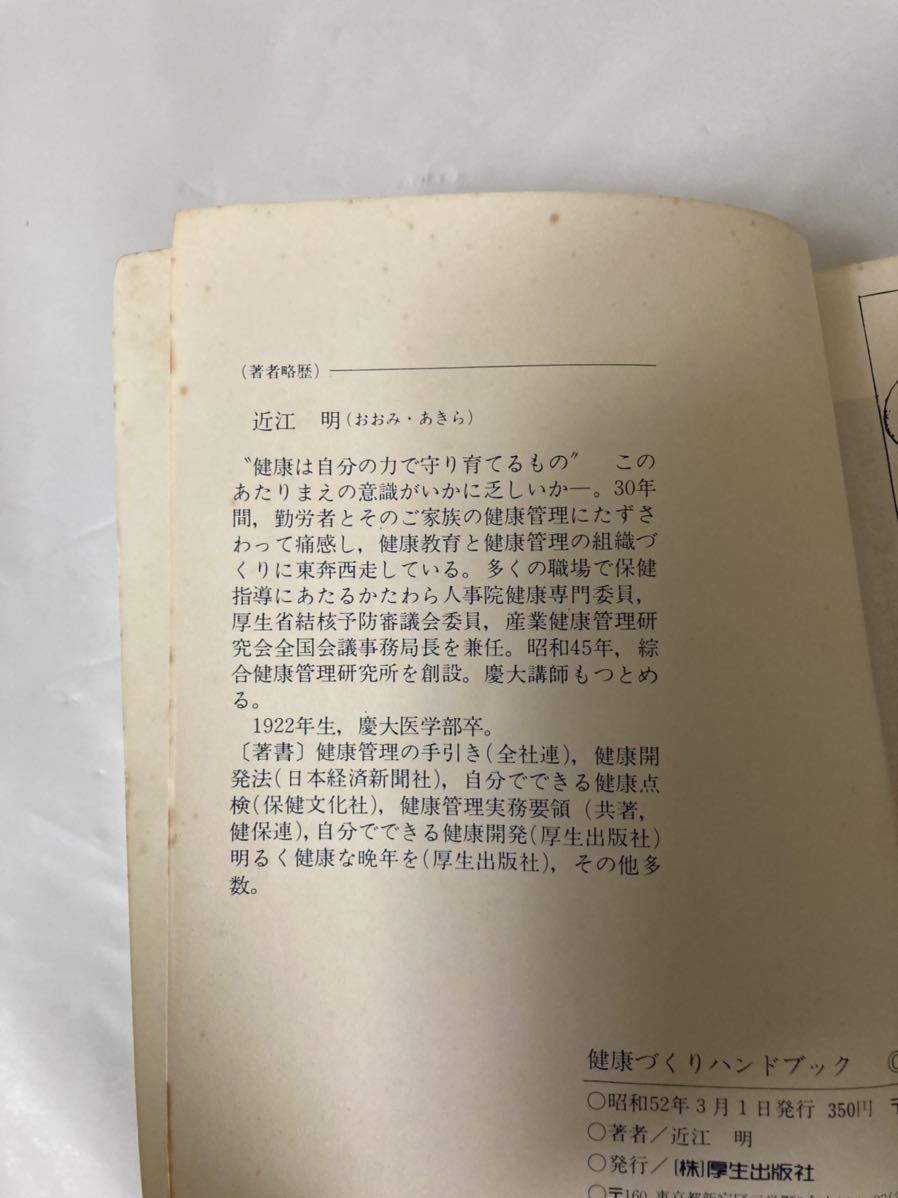 (著者略歴)
近江 明(おおみ・あきら)
〝健康は自分の力で守り育てるもの〟 この
あたりまえの意識がいかに乏しいか―。30年
間，勤労者とそのご家族の健康管理にたずさ
わって痛感し，健康教育と健康管理の組織づ
くりに東奔西走している。多くの職場で保健
指導にあたるかたわら人事院健康専門委員，
厚生省結核予防審議会委員，産業健康管理研
究会全国会議事務局長を兼任。昭和45年，綜
合健康管理研究所を創設。慶大講師もつとめ
る。
1922年生，慶大医学部卒。
〔著書〕健康管理の手引き(全社連)，健康開
発法(日本経済新聞社)，自分でできる健康点
検(保健文化社)，健康管理実務要領(共著，
健保連)，自分でできる健康開発(厚生出版社)
明るく健康な晩年を(厚生出版社)，その他多
数。
健康づくりハンドブック
○昭和52年3月1日発行 350円
○著者/近江 明
○発行/〔株〕厚生出版社
○〒160 東京都新宿区